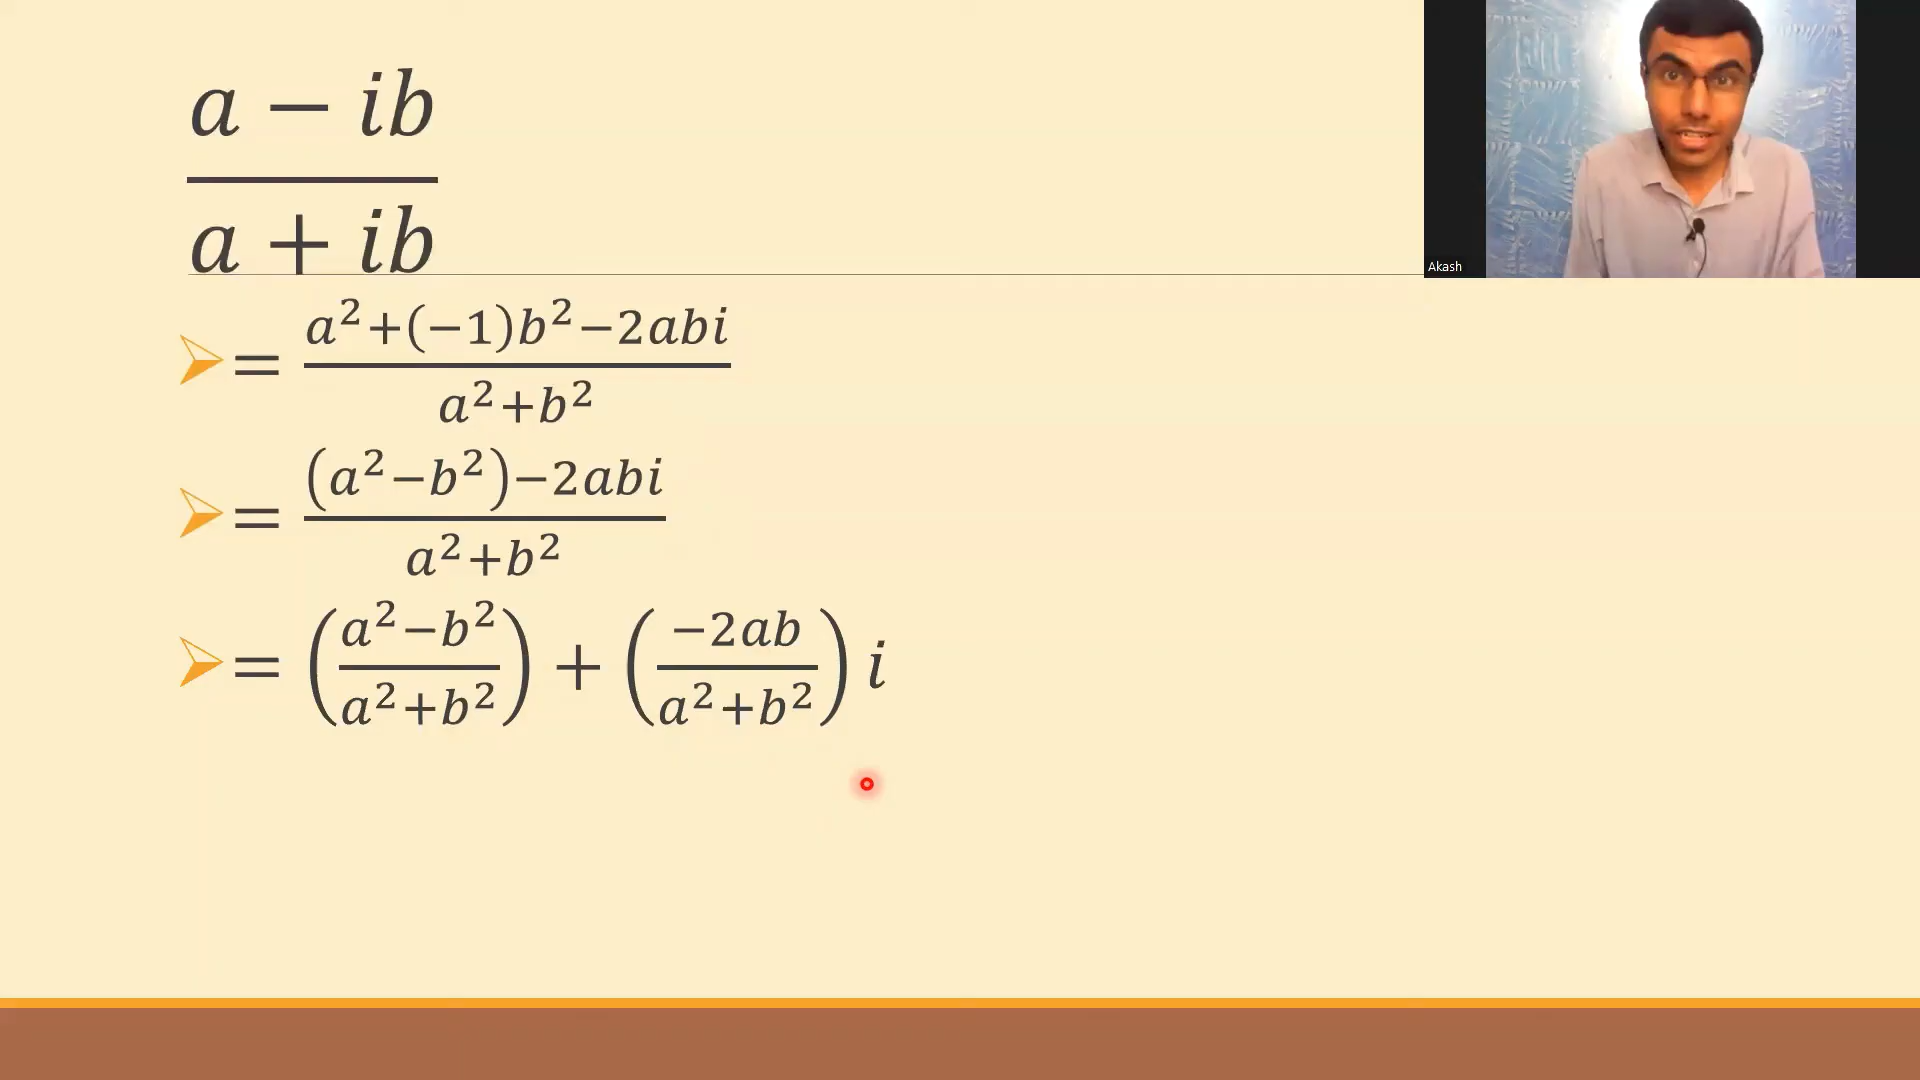 a − ib
a + ib
= a²+(−1)b²−2abi
a²+b²
= (a²−b²)−2abi
a²+b²
= (a²−b² / a²+b²) + (−2ab / a²+b²) i
Akash